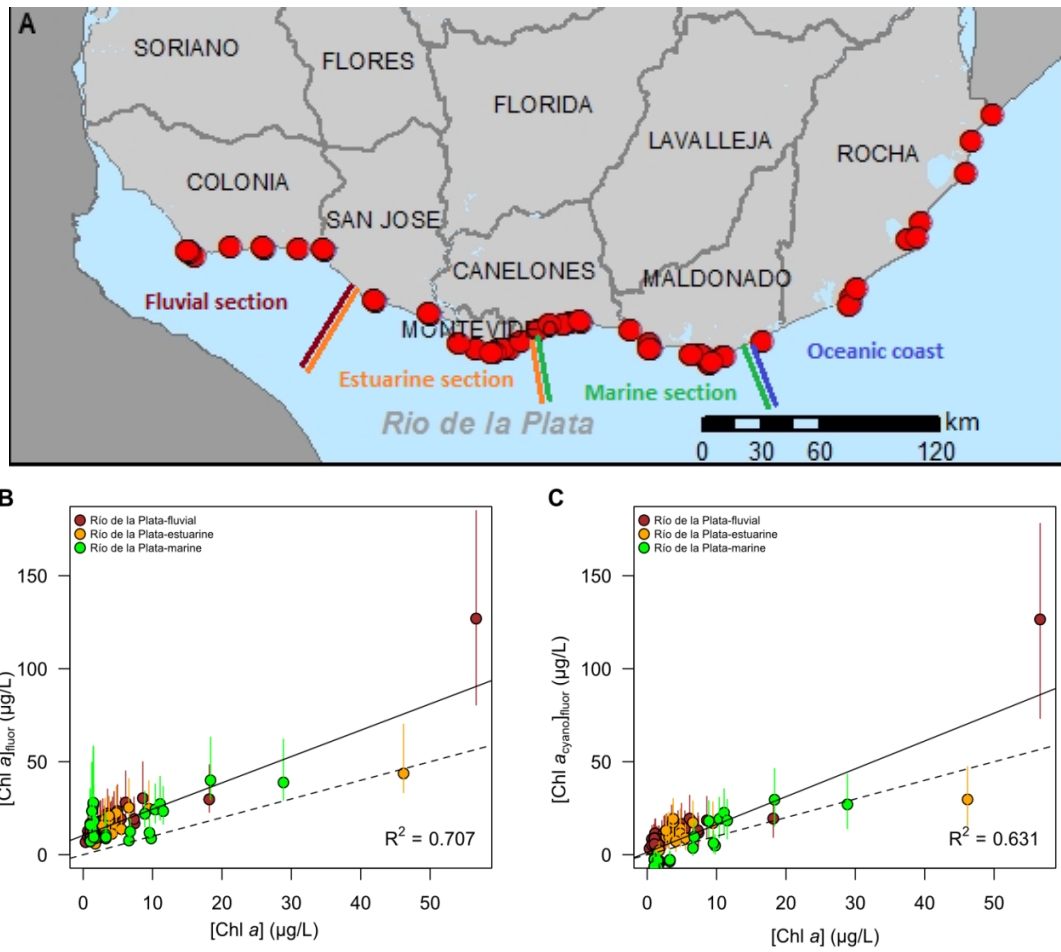 A
SORIANO
FLORES
FLORIDA
LAVALLEJA
ROCHA
COLONIA
SAN JOSE
CANELONES
MALDONADO
MONTEVIDEO
Fluvial section
Estuarine section
Marine section
Oceanic coast
Rio de la Plata
km
0 30 60 120
B
Río de la Plata-fluvial
Río de la Plata-estuarine
Río de la Plata-marine
[Chl a]fluor (µg/L)
150
100
50
0
R² = 0.707
0 10 20 30 40 50
[Chl a] (µg/L)
C
Río de la Plata-fluvial
Río de la Plata-estuarine
Río de la Plata-marine
[Chl acyano]fluor (µg/L)
150
100
50
0
R² = 0.631
0 10 20 30 40 50
[Chl a] (µg/L)